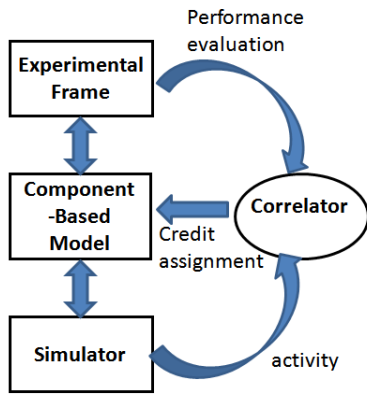 Performance
evaluation
Experimental
Frame
Component
-Based
Model
Correlator
Credit
assignment
Simulator
activity